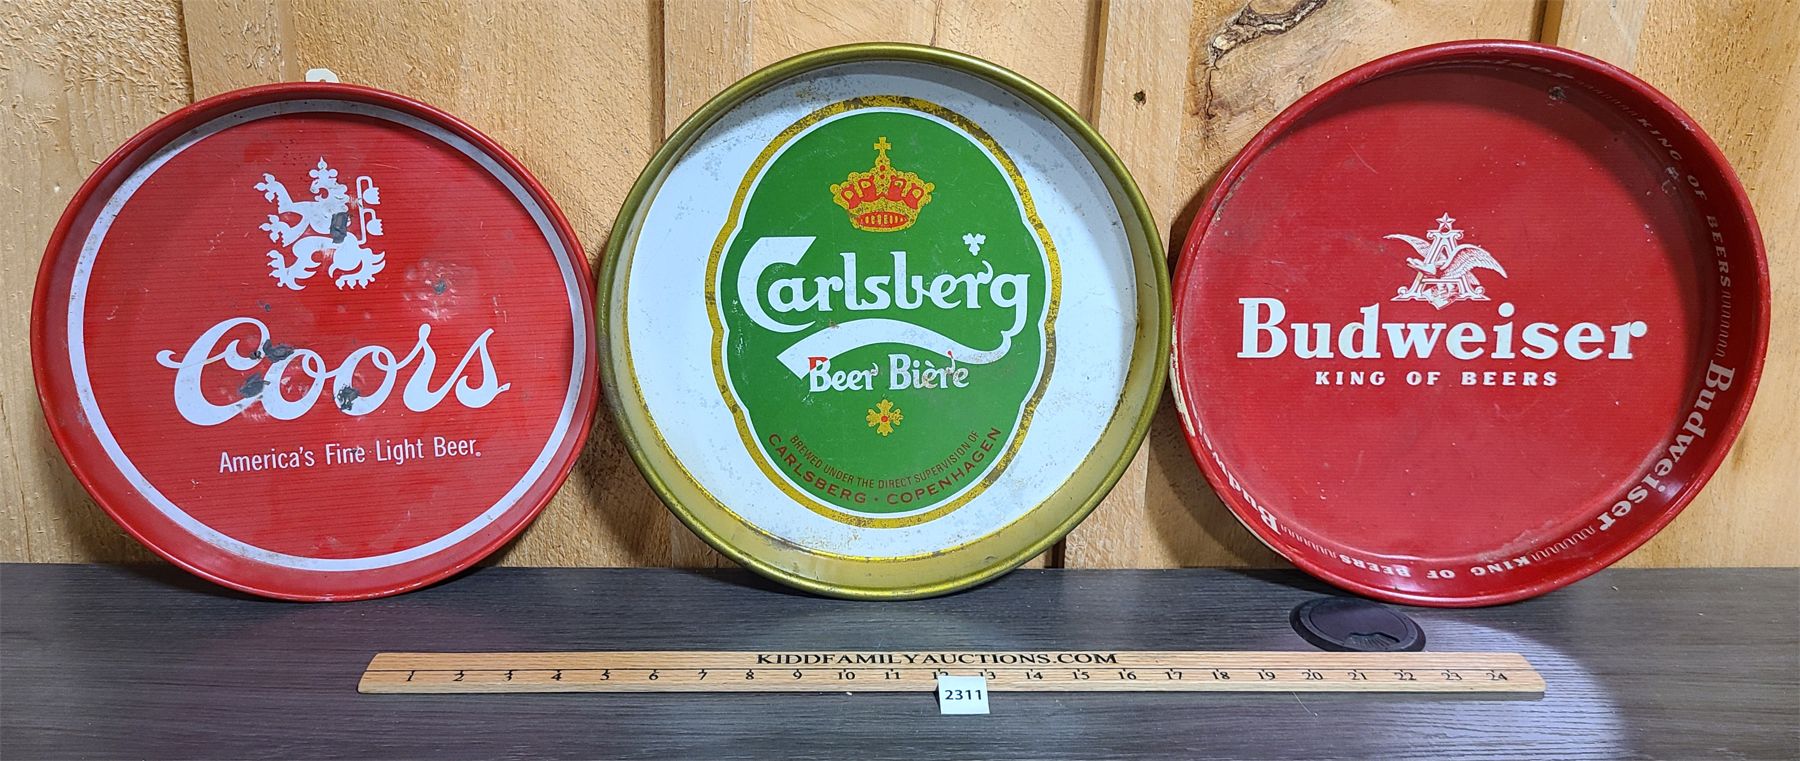 Coors
America's Fine Light Beer.
Carlsberg
Beer Bière
BREWED UNDER THE DIRECT SUPERVISION OF
CARLSBERG · COPENHAGEN
Budweiser
KING OF BEERS
KING OF BEERS
Budweiser
KING OF BEERS
KIDDFAMILYAUCTIONS.COM
1 2 3 4 5 6 7 8 9 10 11 12 13 14 15 16 17 18 19 20 21 22 23 24
2311